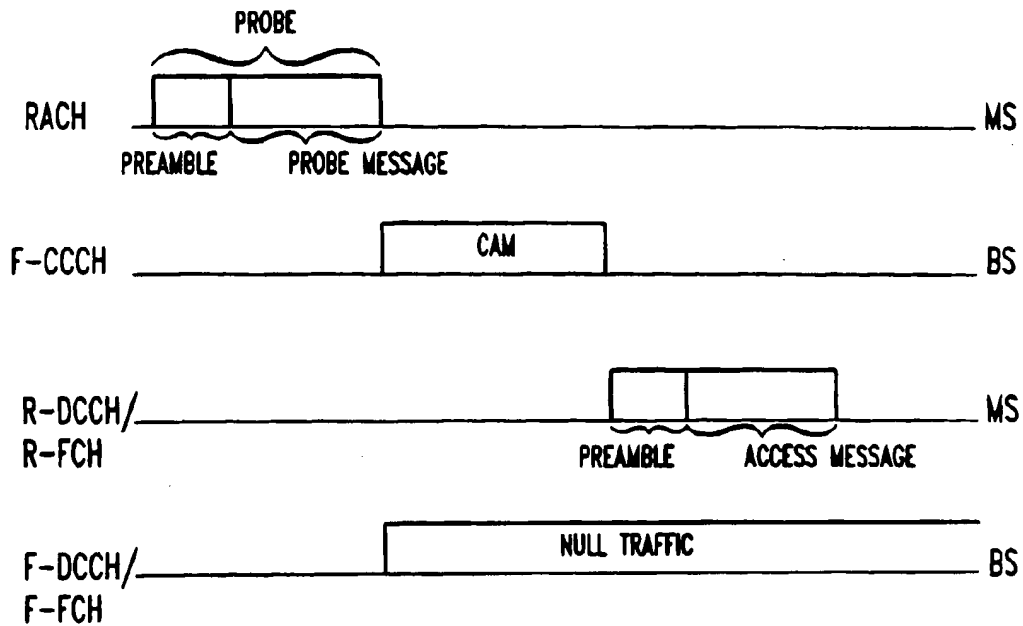 PROBE
RACH
MS
PREAMBLE
PROBE MESSAGE
F-CCCH
CAM
BS
R-DCCH/
R-FCH
MS
PREAMBLE
ACCESS MESSAGE
F-DCCH/
F-FCH
NULL TRAFFIC
BS